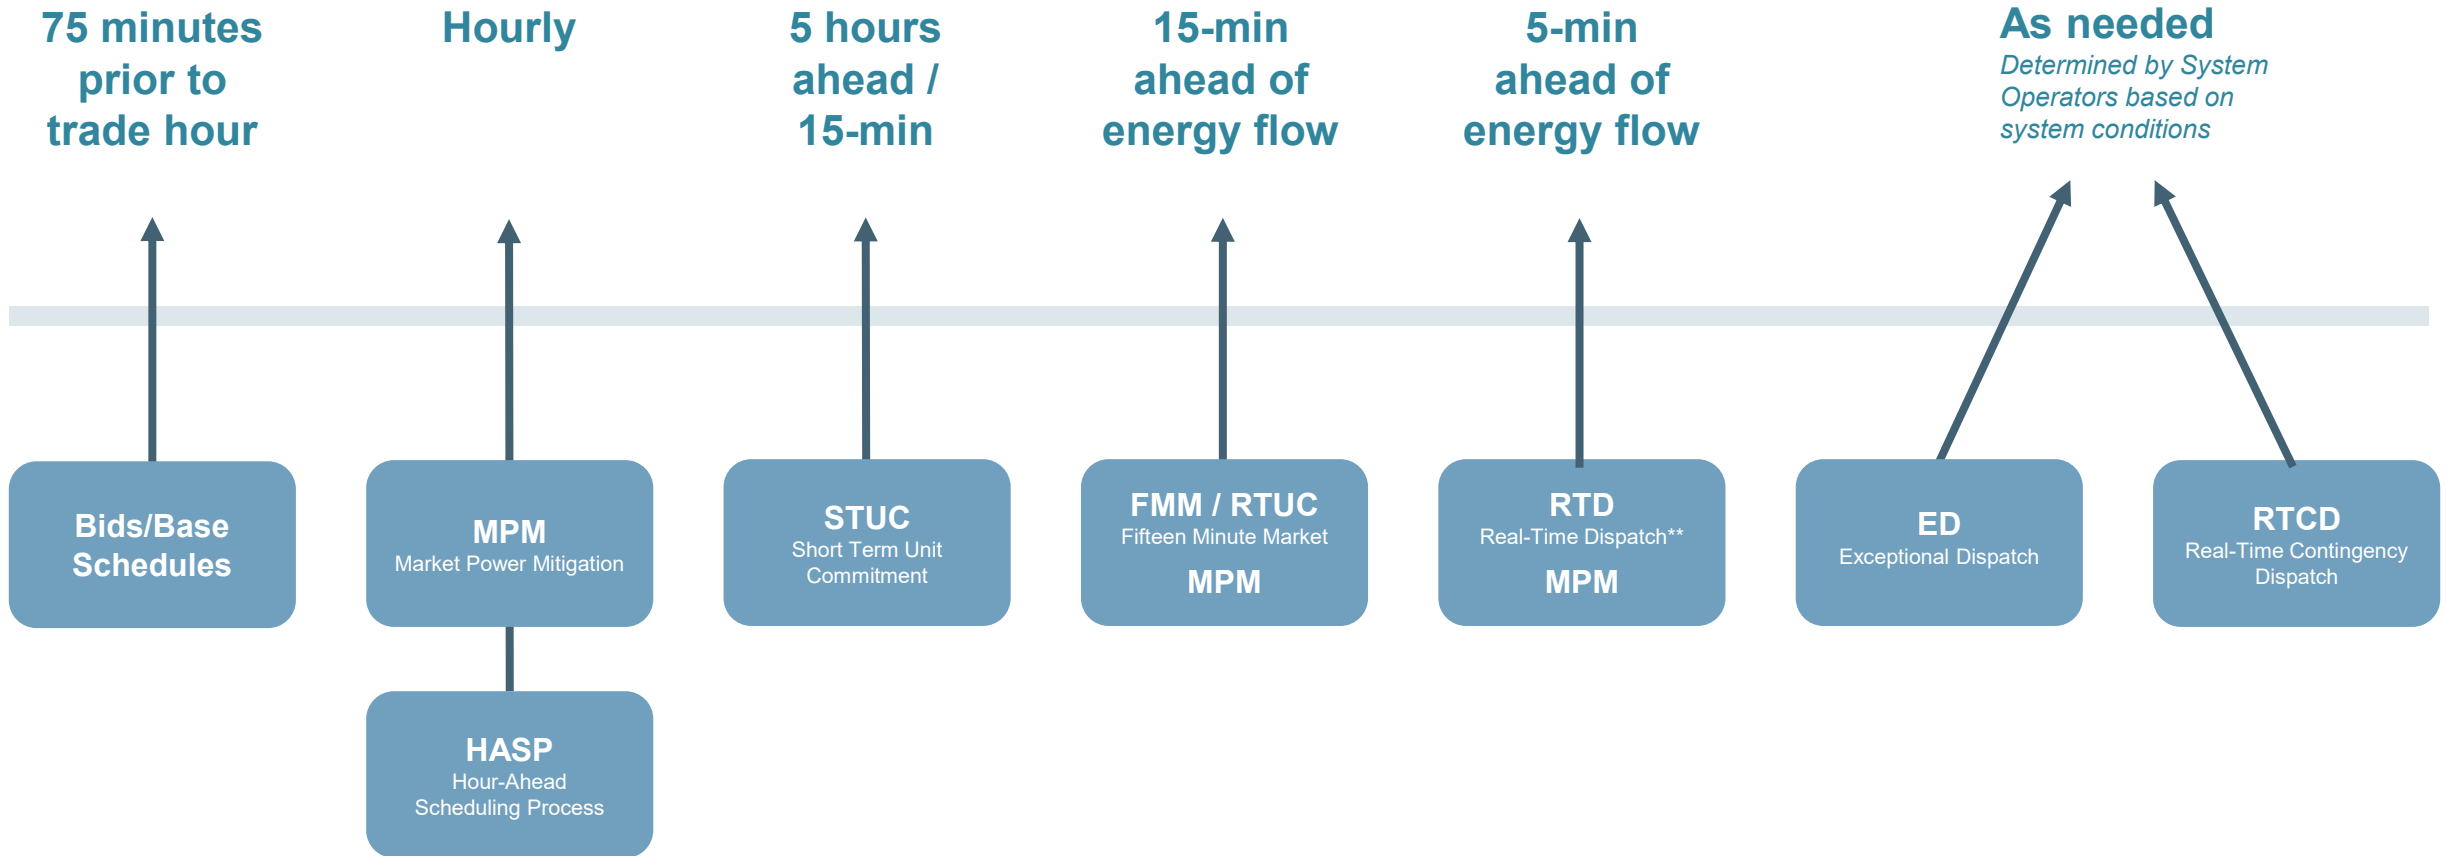 75 minutes
prior to
trade hour
Hourly
5 hours
ahead /
15-min
15-min
ahead of
energy flow
5-min
ahead of
energy flow
As needed
Determined by System
Operators based on
system conditions
Bids/Base
Schedules
MPM
Market Power Mitigation
HASP
Hour-Ahead
Scheduling Process
STUC
Short Term Unit
Commitment
FMM / RTUC
Fifteen Minute Market
MPM
RTD
Real-Time Dispatch**
MPM
ED
Exceptional Dispatch
RTCD
Real-Time Contingency
Dispatch